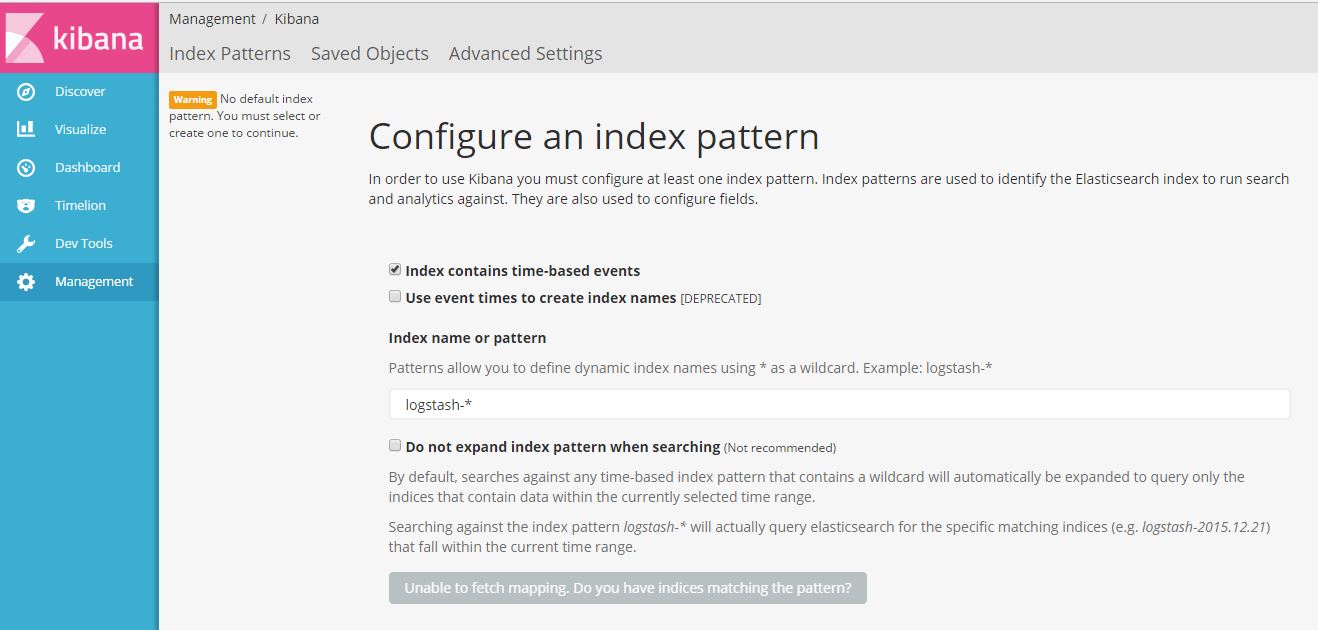 kibana
Discover
Visualize
Dashboard
Timelion
Dev Tools
Management
Management / Kibana
Index Patterns Saved Objects Advanced Settings
Warning No default index
pattern. You must select or
create one to continue.
Configure an index pattern
In order to use Kibana you must configure at least one index pattern. Index patterns are used to identify the Elasticsearch index to run search
and analytics against. They are also used to configure fields.
Index contains time-based events
Use event times to create index names [DEPRECATED]
Index name or pattern
Patterns allow you to define dynamic index names using * as a wildcard. Example: logstash-*
logstash-*
Do not expand index pattern when searching (Not recommended)
By default, searches against any time-based index pattern that contains a wildcard will automatically be expanded to query only the
indices that contain data within the currently selected time range.
Searching against the index pattern logstash-* will actually query elasticsearch for the specific matching indices (e.g. logstash-2015.12.21)
that fall within the current time range.
Unable to fetch mapping. Do you have indices matching the pattern?